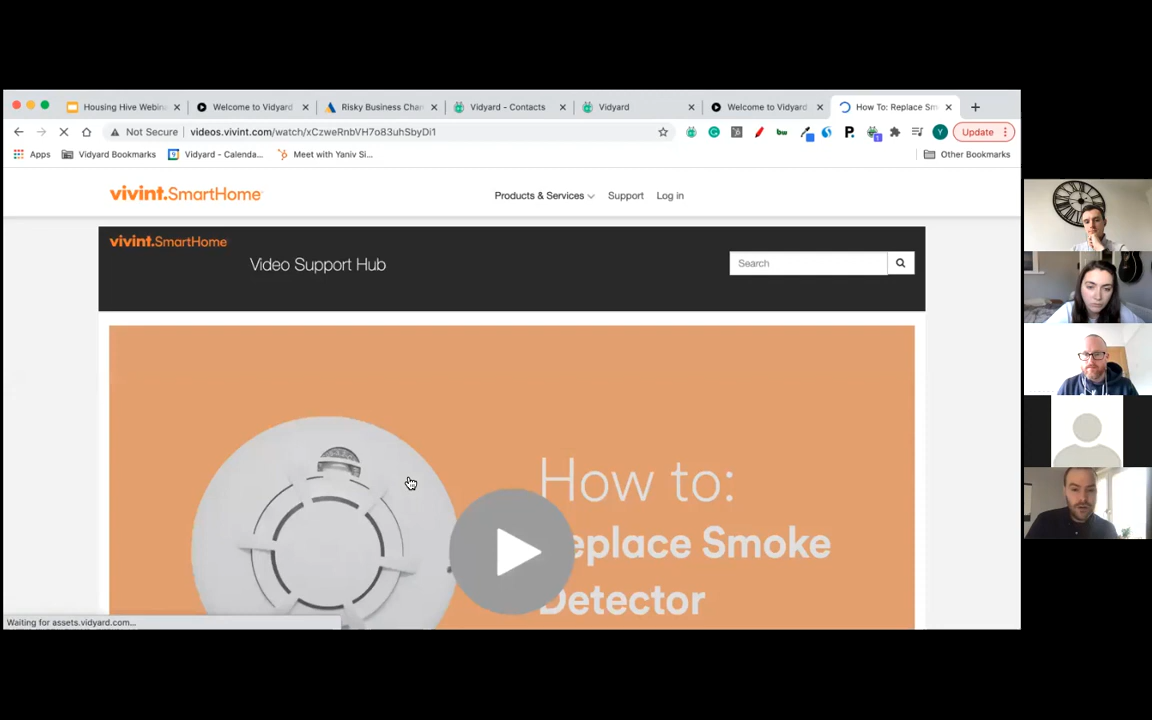 Housing Hive Webina
Welcome to Vidyard
Risky Business Chan
Vidyard - Contacts
Vidyard
Welcome to Vidyard
How To: Replace Sm
Not Secure
videos.vivint.com/watch/xCzweRnbVH7o83uhSbyDi1
Update
Apps
Vidyard Bookmarks
Vidyard - Calenda...
Meet with Yaniv Si...
Other Bookmarks
vivint.SmartHome
Products & Services
Support
Log in
vivint.SmartHome
Video Support Hub
Search
How to:
eplace Smoke
Detector
Waiting for assets.vidyard.com...